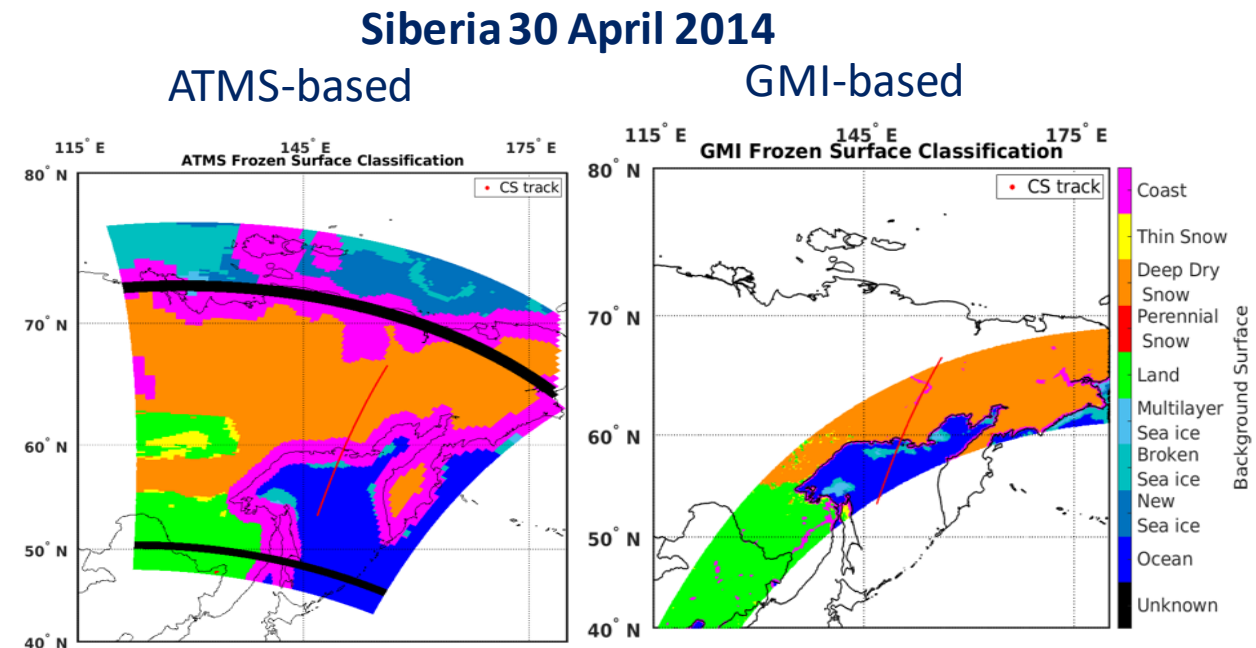 Siberia 30 April 2014
ATMS-based
GMI-based
115° E
145° E
175° E
ATMS Frozen Surface Classification
80° N
70° N
60° N
50° N
40° N
CS track
115° E
145° E
175° E
GMI Frozen Surface Classification
80° N
70° N
60° N
50° N
40° N
CS track
Coast
Thin Snow
Deep Dry
Snow
Perennial
Snow
Land
Multilayer
Sea ice
Broken
Sea ice
New
Sea ice
Ocean
Unknown
Background Surface